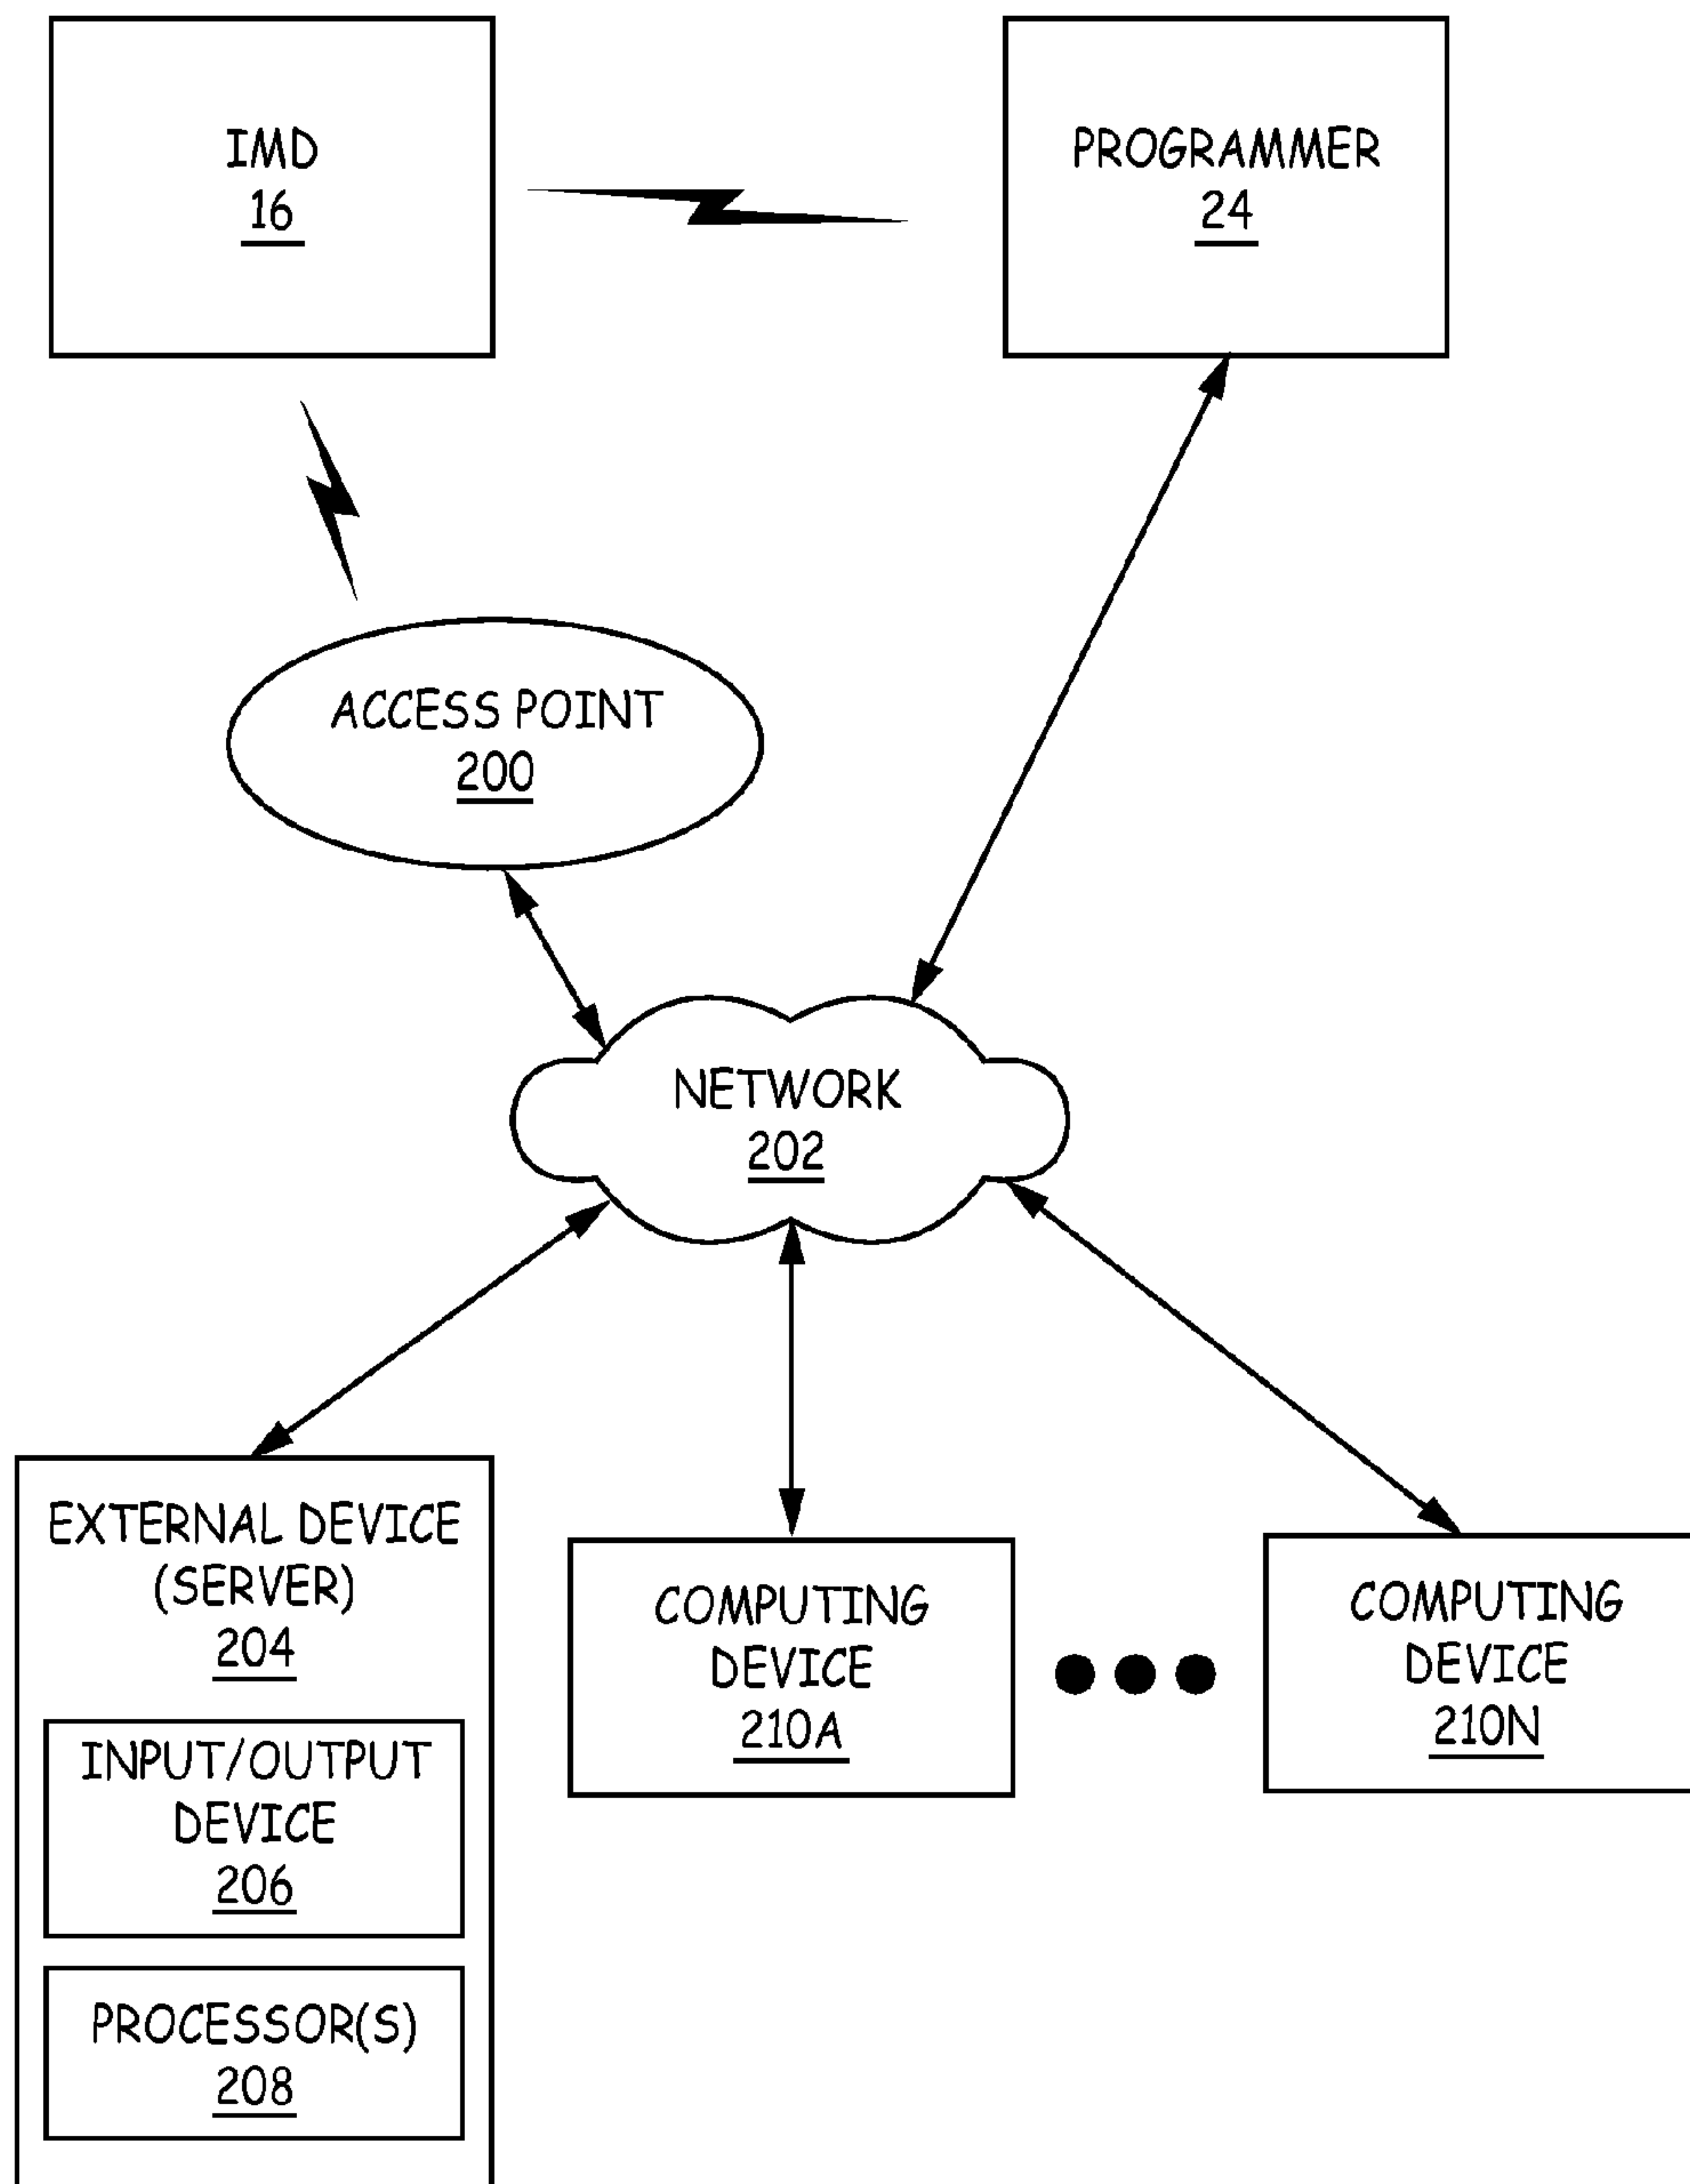 IMD
16
PROGRAMMER
24
ACCESS POINT
200
NETWORK
202
EXTERNAL DEVICE
(SERVER)
204
INPUT/OUTPUT
DEVICE
206
PROCESSOR(S)
208
COMPUTING
DEVICE
210A
COMPUTING
DEVICE
210N